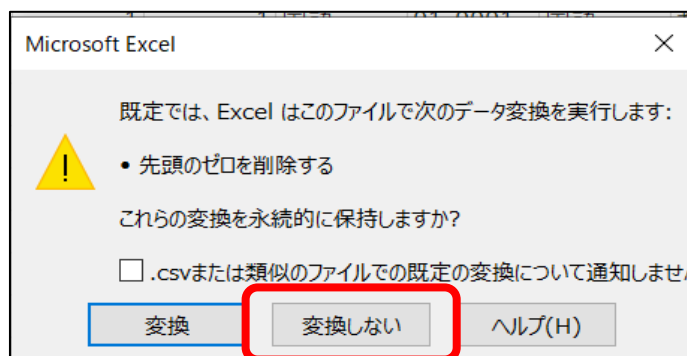 Microsoft Excel
既定では、Excel はこのファイルで次のデータ変換を実行します:
• 先頭のゼロを削除する
これらの変換を永続的に保持しますか?
.csvまたは類似のファイルでの既定の変換について通知しませ
変換 変換しない ヘルプ(H)